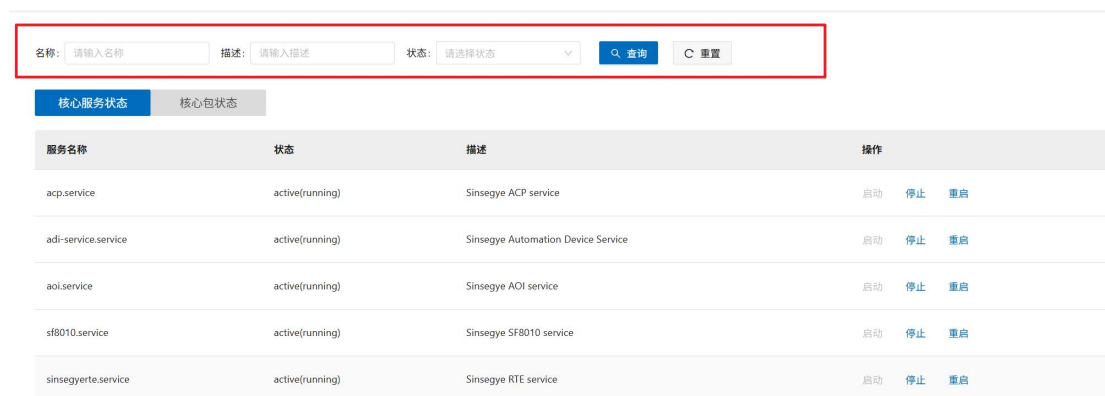 名称: 请输入名称 描述: 请输入描述 状态: 请选择状态 查询 重置
核心服务状态 核心包状态
服务名称 状态 描述 操作
acp.service active(running) Sinsegye ACP service 启动 停止 重启
adi-service.service active(running) Sinsegye Automation Device Service 启动 停止 重启
aoi.service active(running) Sinsegye AOI service 启动 停止 重启
sf8010.service active(running) Sinsegye SF8010 service 启动 停止 重启
sinsegyerte.service active(running) Sinsegye RTE service 启动 停止 重启